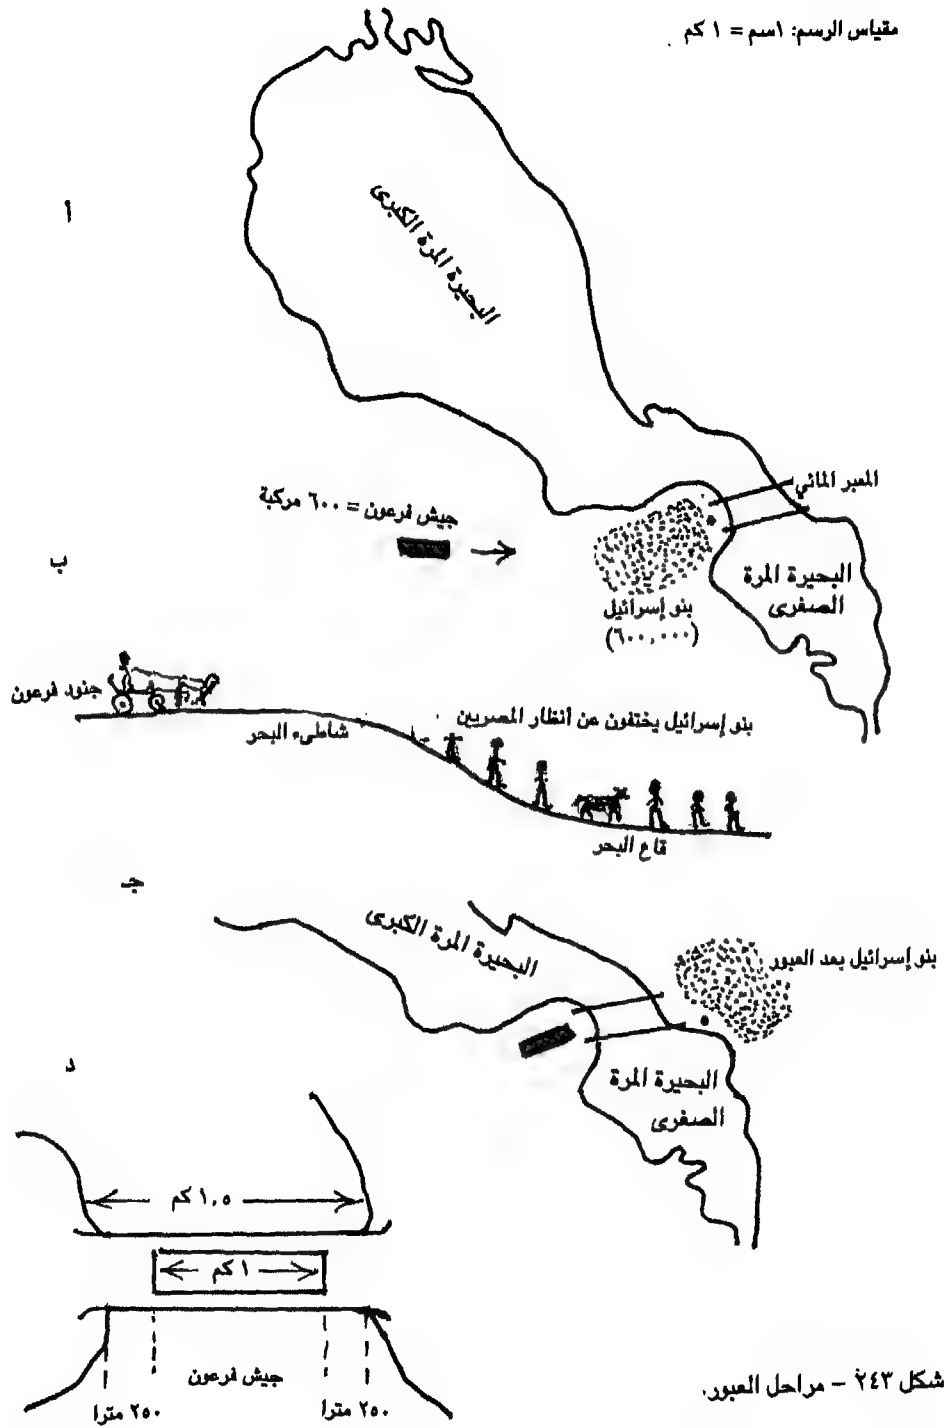 مقياس الرسم: ١سم = ١ كم
أ
البحيرة المرة الكبرى
المعبر المائي
جيش فرعون = ٦٠٠ مركبة
البحيرة المرة
الصغرى
بنو إسرائيل
(٦٠٠,٠٠٠)
ب
جنود فرعون
شاطىء البحر
بنو إسرائيل يختفون عن أنظار المصريين
قاع البحر
جـ
البحيرة المرة الكبرى
بنو إسرائيل بعد العبور
البحيرة المرة
الصغرى
د
١,٥ كم
١ كم
جيش فرعون
٢٥٠ مترا
٢٥٠ مترا
شكل ٢٤٣ – مراحل العبور.